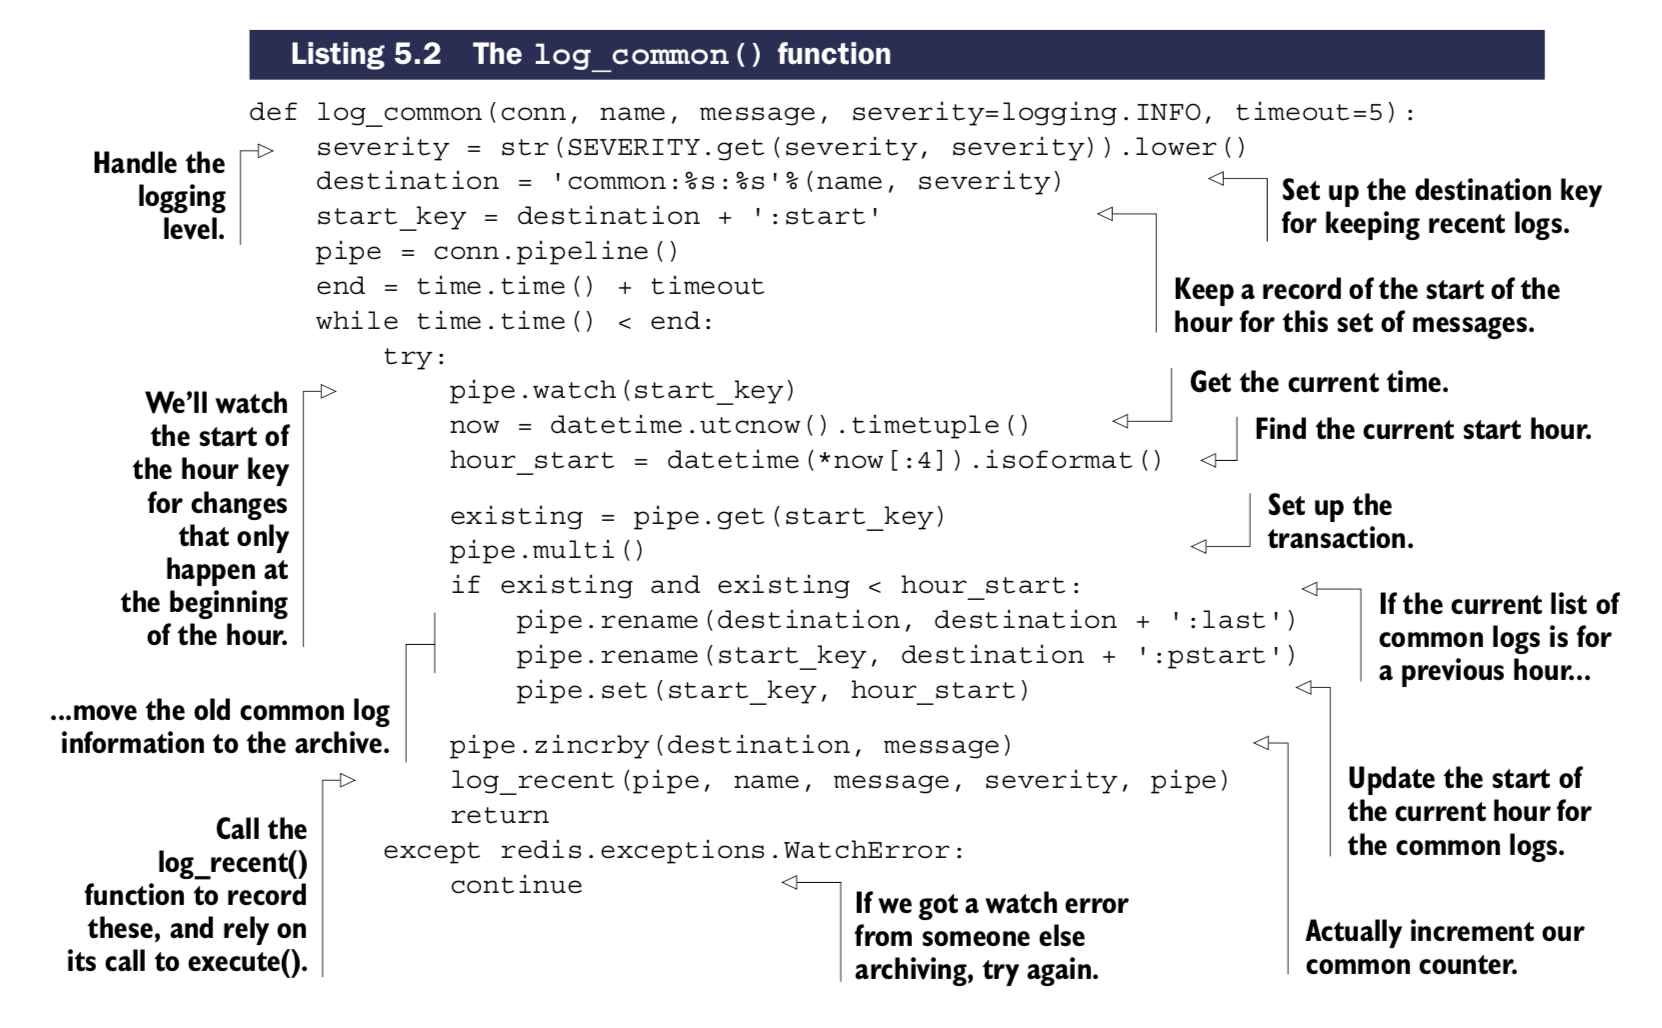 Listing 5.2 The log_common() function
def log_common(conn, name, message, severity=logging.INFO, timeout=5):
    severity = str(SEVERITY.get(severity, severity)).lower()
    destination = 'common:%s:%s'%(name, severity)
    start_key = destination + ':start'
    pipe = conn.pipeline()
    end = time.time() + timeout
    while time.time() < end:
        try:
            pipe.watch(start_key)
            now = datetime.utcnow().timetuple()
            hour_start = datetime(*now[:4]).isoformat()
            existing = pipe.get(start_key)
            pipe.multi()
            if existing and existing < hour_start:
                pipe.rename(destination, destination + ':last')
                pipe.rename(start_key, destination + ':pstart')
                pipe.set(start_key, hour_start)
            pipe.zincrby(destination, message)
            log_recent(pipe, name, message, severity, pipe)
            return
        except redis.exceptions.WatchError:
            continue
Handle the
logging
level.
Set up the destination key
for keeping recent logs.
Keep a record of the start of the
hour for this set of messages.
We'll watch
the start of
the hour key
for changes
that only
happen at
the beginning
of the hour.
Get the current time.
Find the current start hour.
Set up the
transaction.
If the current list of
common logs is for
a previous hour...
...move the old common log
information to the archive.
Update the start of
the current hour for
the common logs.
Call the
log_recent()
function to record
these, and rely on
its call to execute().
If we got a watch error
from someone else
archiving, try again.
Actually increment our
common counter.